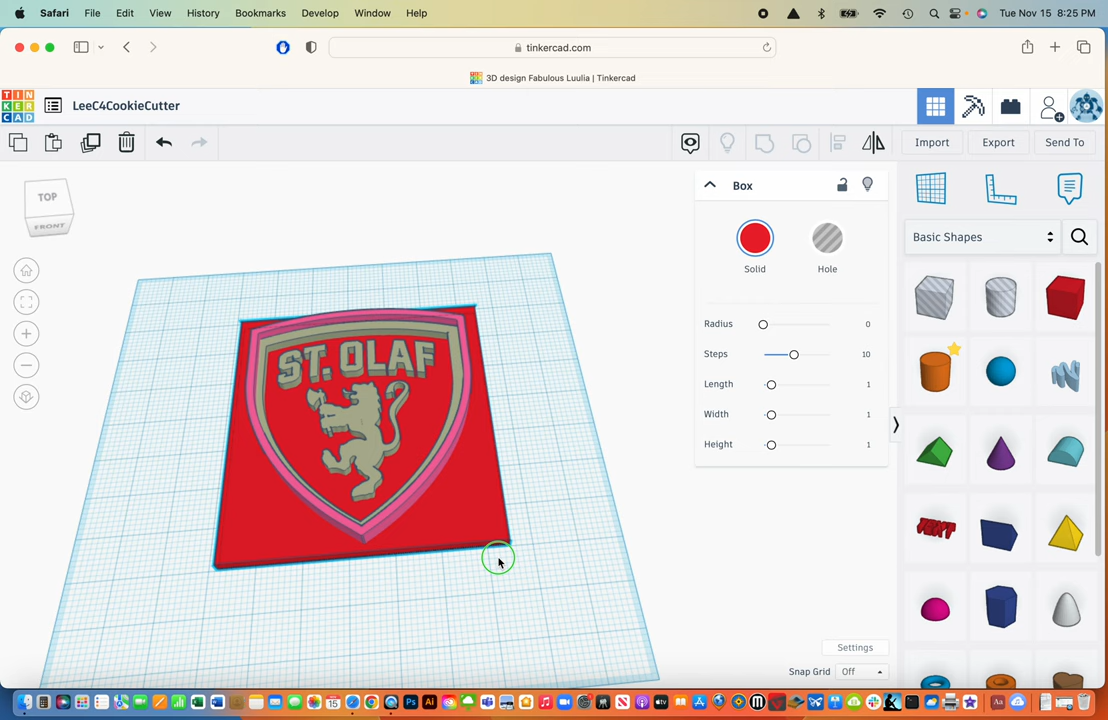 Safari File Edit View History Bookmarks Develop Window Help Tue Nov 15 8:25 PM
tinkercad.com
3D design Fabulous Luulia | Tinkercad
TIN
KER
CAD
LeeC4CookieCutter
Import Export Send To
TOP
FRONT
Box
Solid Hole
Radius 0
Steps 10
Length 1
Width 1
Height 1
Basic Shapes
TEXT
ST. OLAF
Settings
Snap Grid Off